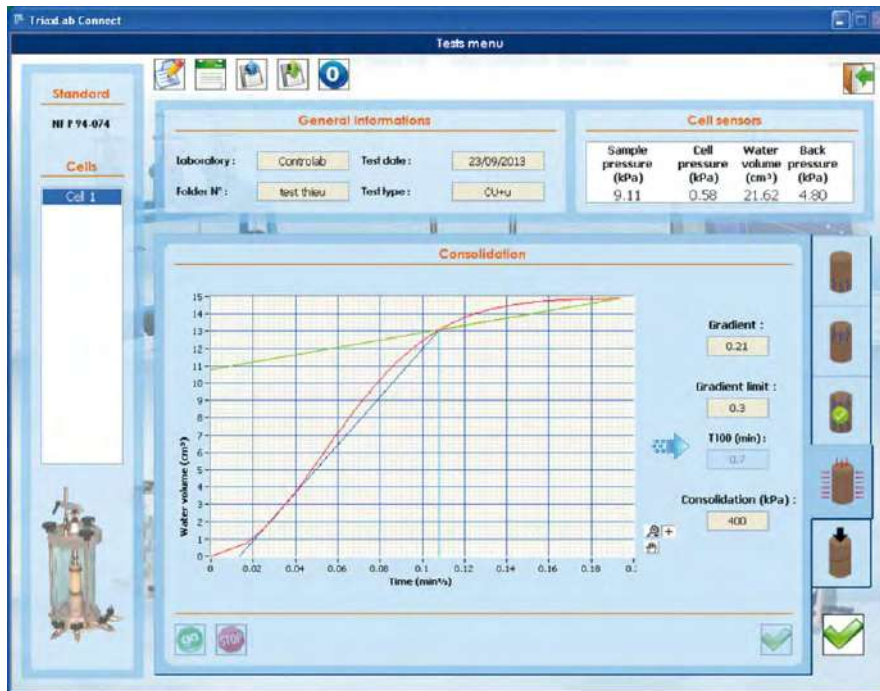 TriaxLab Connect
Tests menu
Standard
NF P 94-074
Cells
Cell 1
0
General informations
Laboratory : Controlab Test date : 23/09/2013
Folder N° : test thieu Test type : CU+u
Cell sensors
Sample pressure (kPa) Cell pressure (kPa) Water volume (cm³) Back pressure (kPa)
9.11 0.58 21.62 4.80
Consolidation
15
14
13
12
11
10
9
8
7
6
5
4
3
2
1
0
Water volume (cm³)
0 0.02 0.04 0.06 0.08 0.1 0.12 0.14 0.16 0.18 0.
Time (min½)
Gradient :
0.21
Gradient limit :
0.3
T100 (min) :
0.7
Consolidation (kPa) :
400
GO STOP